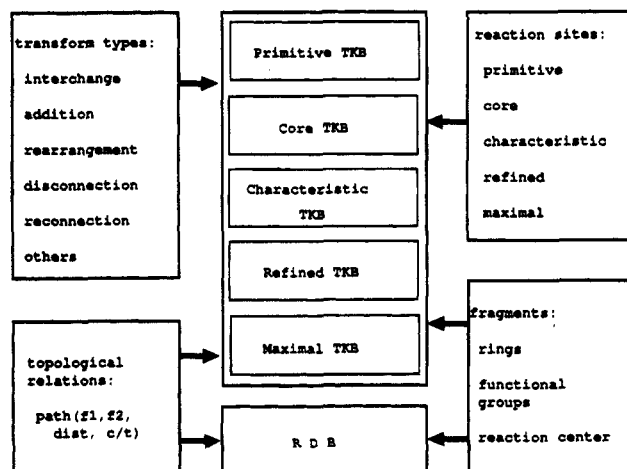 transform types:
interchange
addition
rearrangement
disconnection
reconnection
others
Primitive TKB
Core TKB
Characteristic
TKB
Refined TKB
Maximal TKB
reaction sites:
primitive
core
characteristic
refined
maximal
topological
relations:
path(f1,f2,
dist, c/t)
R D B
fragments:
rings
functional
groups
reaction center